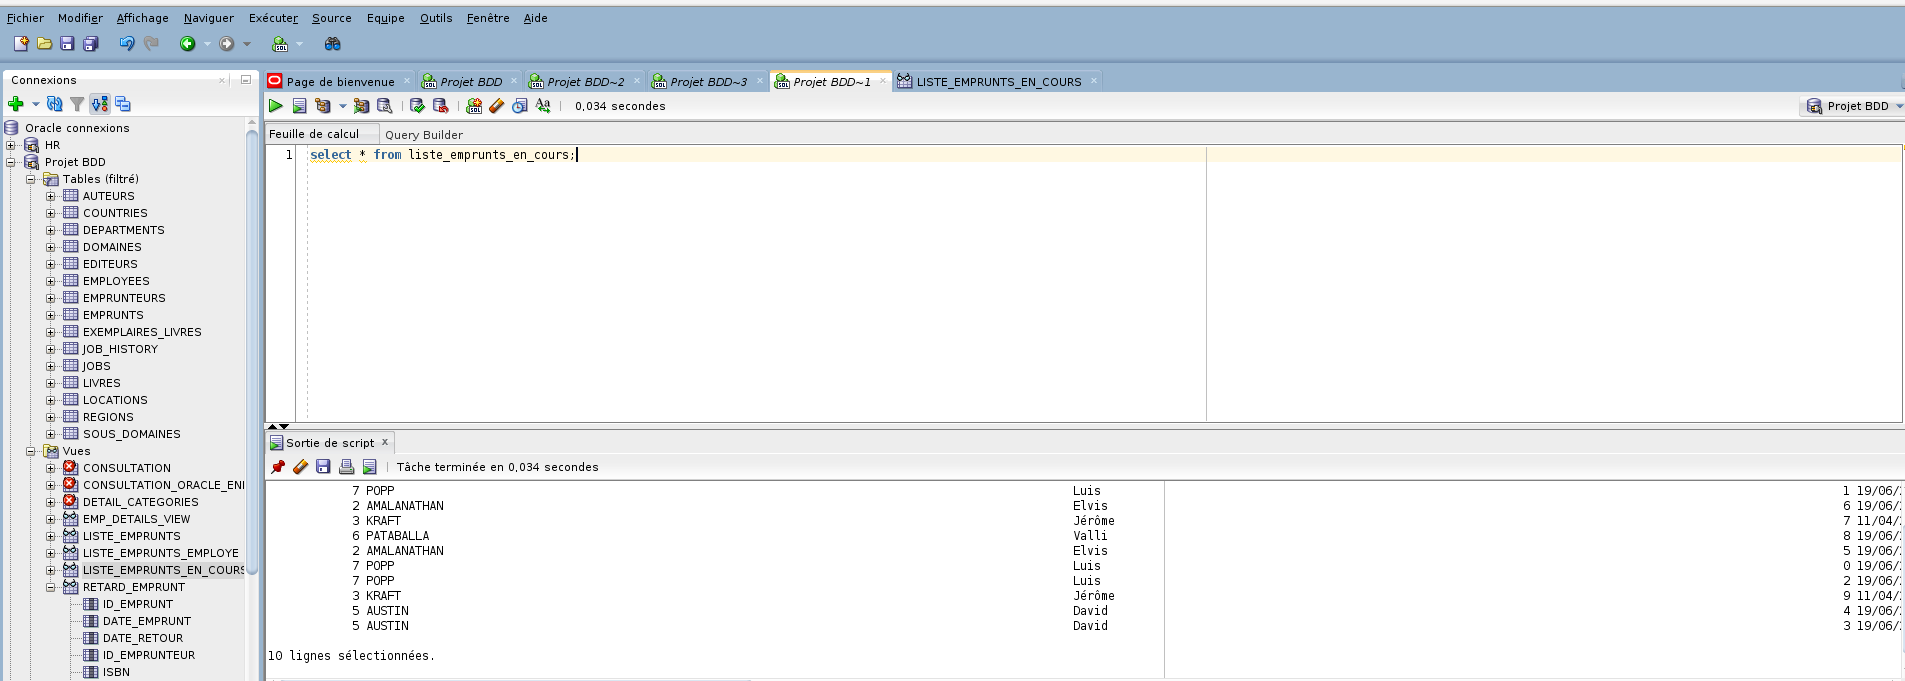 Fichier Modifier Affichage Naviguer Exécuter Source Equipe Outils Fenêtre Aide
Connexions
Page de bienvenue Projet BDD Projet BDD~2 Projet BDD~3 Projet BDD~1 LISTE_EMPRUNTS_EN_COURS
0,034 secondes
Projet BDD
Feuille de calcul Query Builder
1 select * from liste_emprunts_en_cours;
Oracle connexions
HR
Projet BDD
Tables (filtré)
AUTEURS
COUNTRIES
DEPARTMENTS
DOMAINES
EDITEURS
EMPLOYEES
EMPRUNTEURS
EMPRUNTS
EXEMPLAIRES_LIVRES
JOB_HISTORY
JOBS
LIVRES
LOCATIONS
REGIONS
SOUS_DOMAINES
Vues
CONSULTATION
CONSULTATION_ORACLE_ENI
DETAIL_CATEGORIES
EMP_DETAILS_VIEW
LISTE_EMPRUNTS
LISTE_EMPRUNTS_EMPLOYE
LISTE_EMPRUNTS_EN_COURS
RETARD_EMPRUNT
ID_EMPRUNT
DATE_EMPRUNT
DATE_RETOUR
ID_EMPRUNTEUR
ISBN
Sortie de script
Tâche terminée en 0,034 secondes
7 POPP Luis 1 19/06/
2 AMALANATHAN Elvis 6 19/06/
3 KRAFT Jérôme 7 11/04/
6 PATABALLA Valli 8 19/06/
2 AMALANATHAN Elvis 5 19/06/
7 POPP Luis 0 19/06/
7 POPP Luis 2 19/06/
3 KRAFT Jérôme 9 11/04/
5 AUSTIN David 4 19/06/
5 AUSTIN David 3 19/06/
10 lignes sélectionnées.